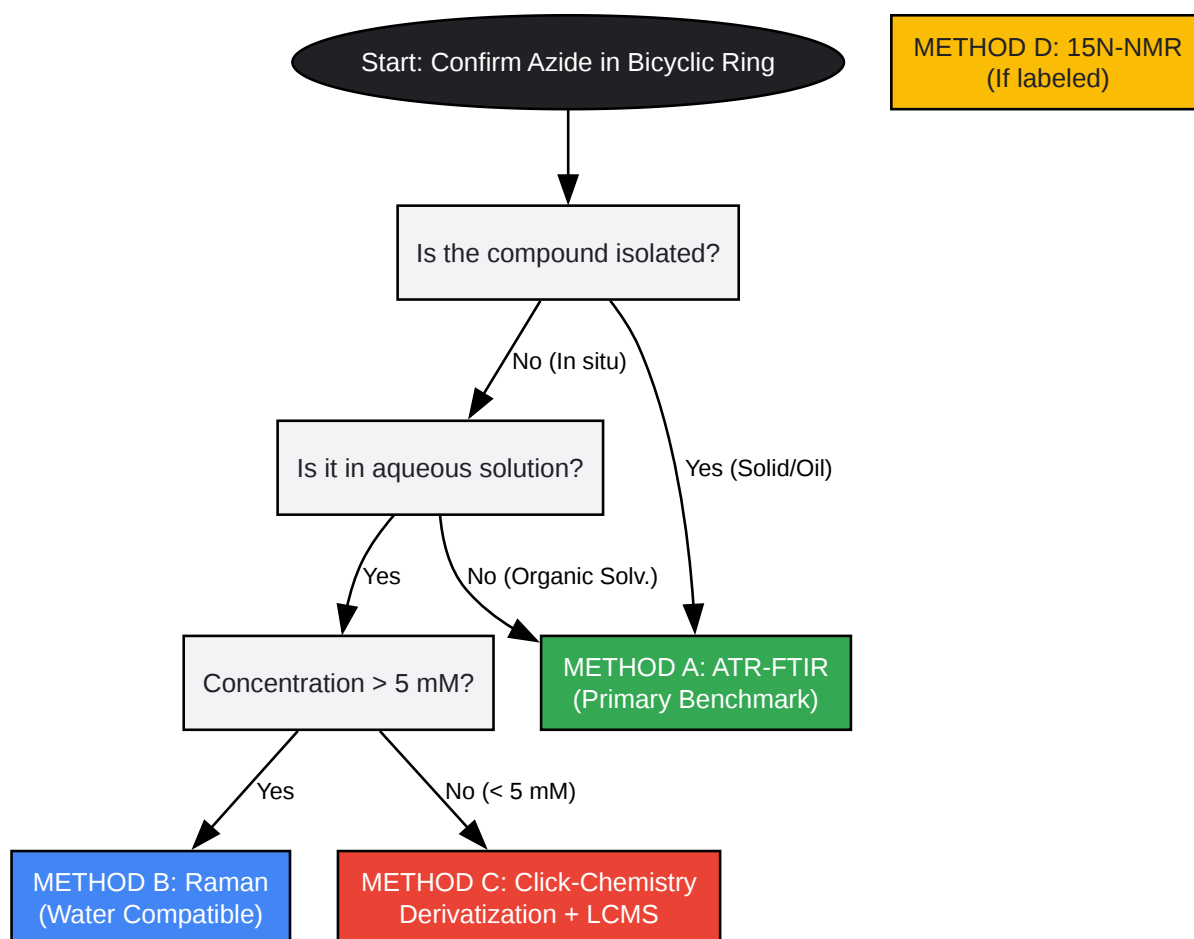 Start: Confirm Azide in Bicyclic Ring
METHOD D: 15N-NMR
(If labeled)
Is the compound isolated?
No (In situ)
Yes (Solid/Oil)
Is it in aqueous solution?
Yes
No (Organic Solv.)
Concentration > 5 mM?
METHOD A: ATR-FTIR
(Primary Benchmark)
Yes
No (< 5 mM)
METHOD B: Raman
(Water Compatible)
METHOD C: Click-Chemistry
Derivatization + LCMS